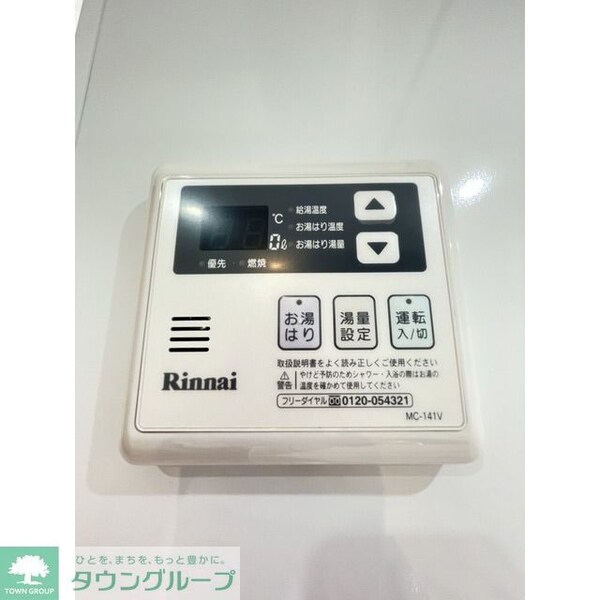 給湯温度
℃
お湯はり温度
0ℓ
お湯はり湯量
優先
燃焼
お湯はり
湯量設定
運転入/切
取扱説明書をよく読み正しくご使用ください
警告 やけど予防のためシャワー・入浴の際はお湯の
温度を確かめて使用してください
Rinnai
フリーダイヤル 0120-054321
MC-141V
ひとを、まちを、もっと豊かに。
タウングループ
TOWN GROUP